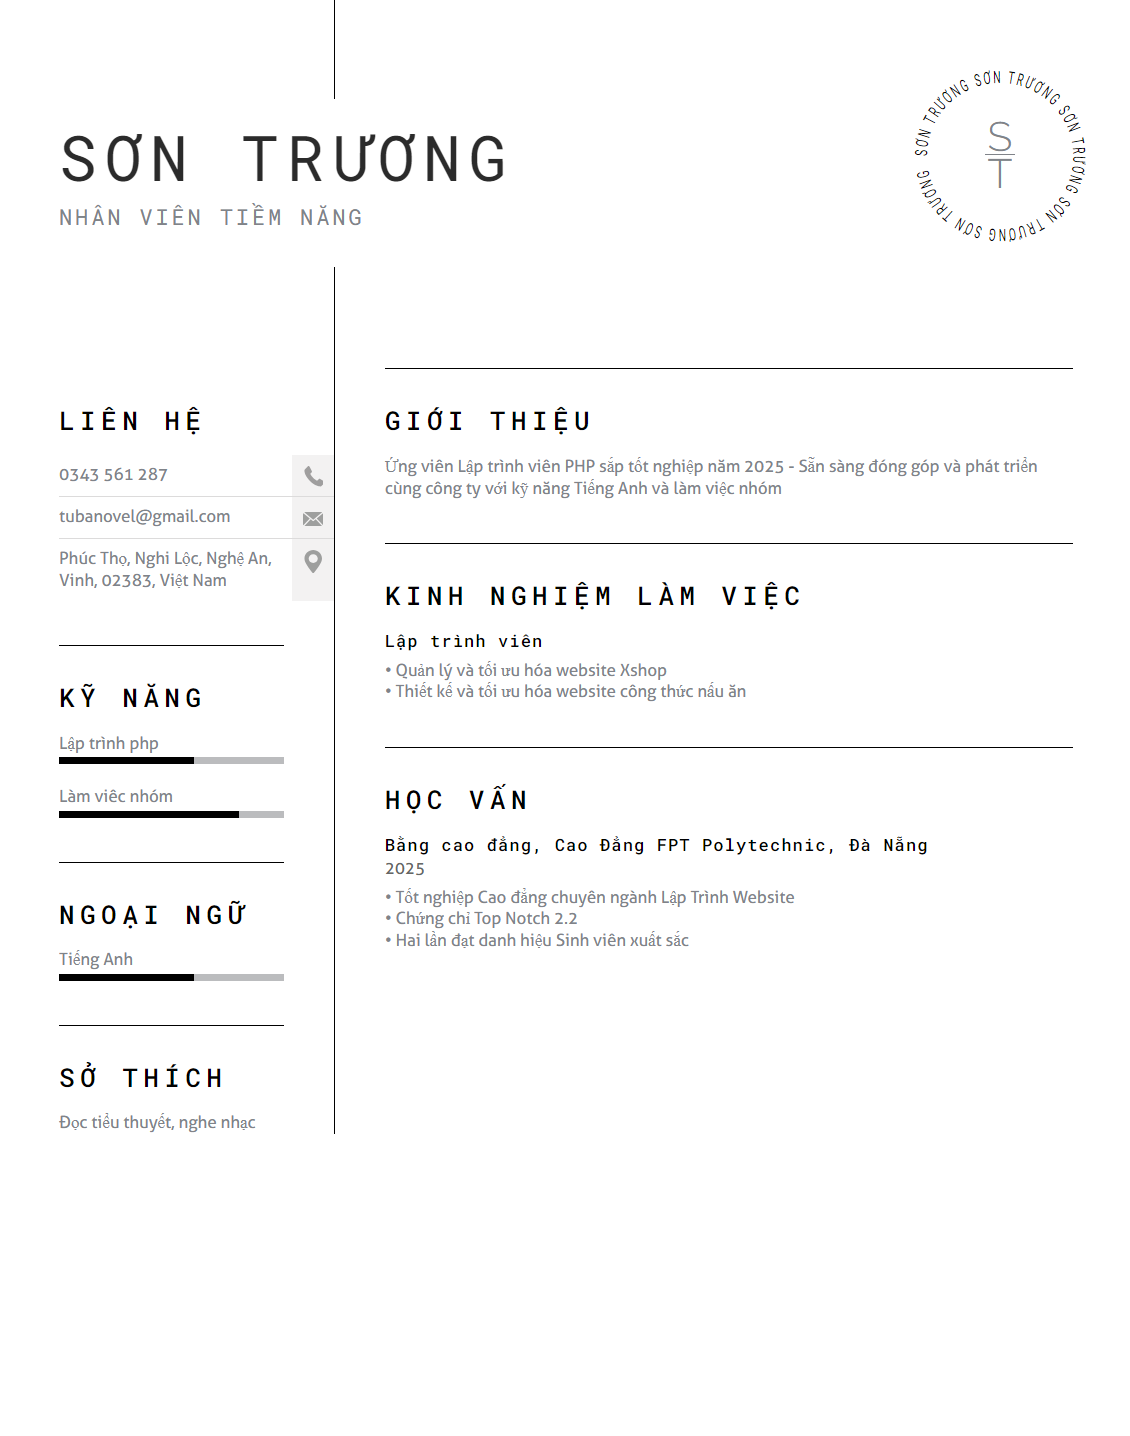 SƠN TRƯƠNG
NHÂN VIÊN TIỀM NĂNG
SƠN TRƯƠNG SƠN TRƯƠNG SƠN TRƯƠNG SƠN TRƯƠNG SƠN TRƯƠNG
S
T
LIÊN HỆ
0343 561 287
tubanovel@gmail.com
Phúc Thọ, Nghi Lộc, Nghệ An,
Vinh, 02383, Việt Nam
KỸ NĂNG
Lập trình php
Làm viêc nhóm
NGOẠI NGỮ
Tiếng Anh
SỞ THÍCH
Đọc tiểu thuyết, nghe nhạc
GIỚI THIỆU
Ứng viên Lập trình viên PHP sắp tốt nghiệp năm 2025 - Sẵn sàng đóng góp và phát triển
cùng công ty với kỹ năng Tiếng Anh và làm việc nhóm
KINH NGHIỆM LÀM VIỆC
Lập trình viên
• Quản lý và tối ưu hóa website Xshop
• Thiết kế và tối ưu hóa website công thức nấu ăn
HỌC VẤN
Bằng cao đẳng, Cao Đẳng FPT Polytechnic, Đà Nẵng
2025
• Tốt nghiệp Cao đẳng chuyên ngành Lập Trình Website
• Chứng chỉ Top Notch 2.2
• Hai lần đạt danh hiệu Sinh viên xuất sắc